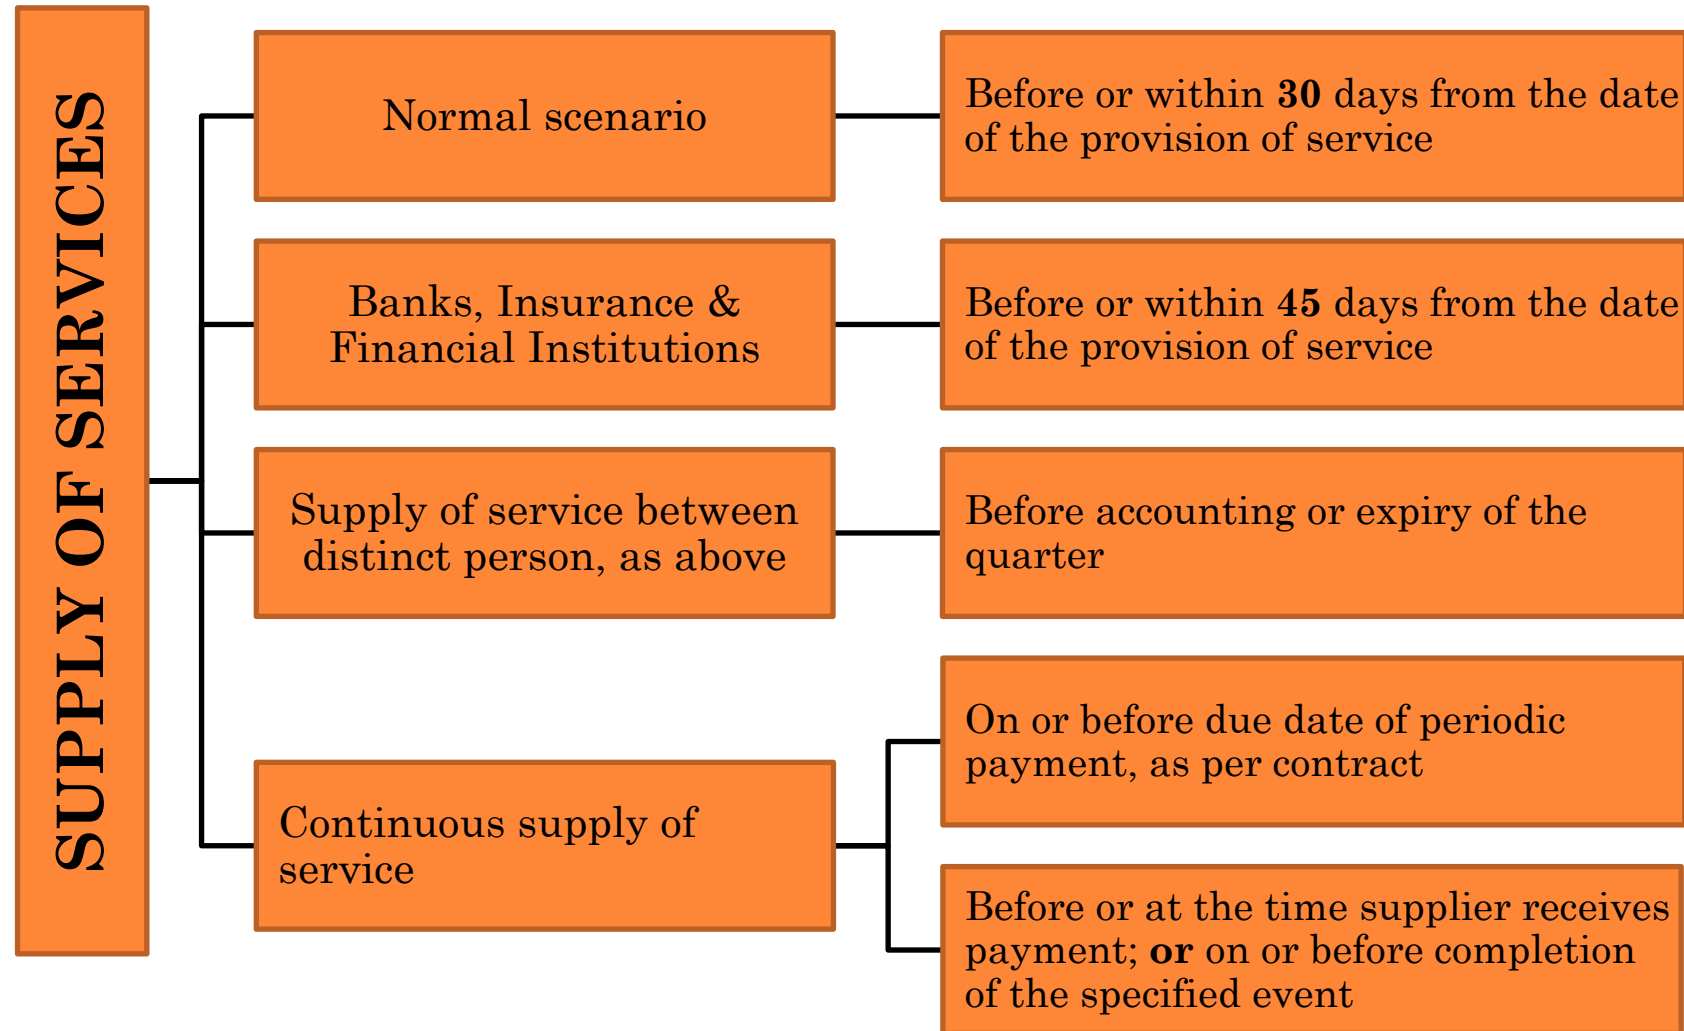 SUPPLY OF SERVICES
Normal scenario
Before or within 30 days from the date
of the provision of service
Banks, Insurance &
Financial Institutions
Before or within 45 days from the date
of the provision of service
Supply of service between
distinct person, as above
Before accounting or expiry of the
quarter
Continuous supply of
service
On or before due date of periodic
payment, as per contract
Before or at the time supplier receives
payment; or on or before completion
of the specified event